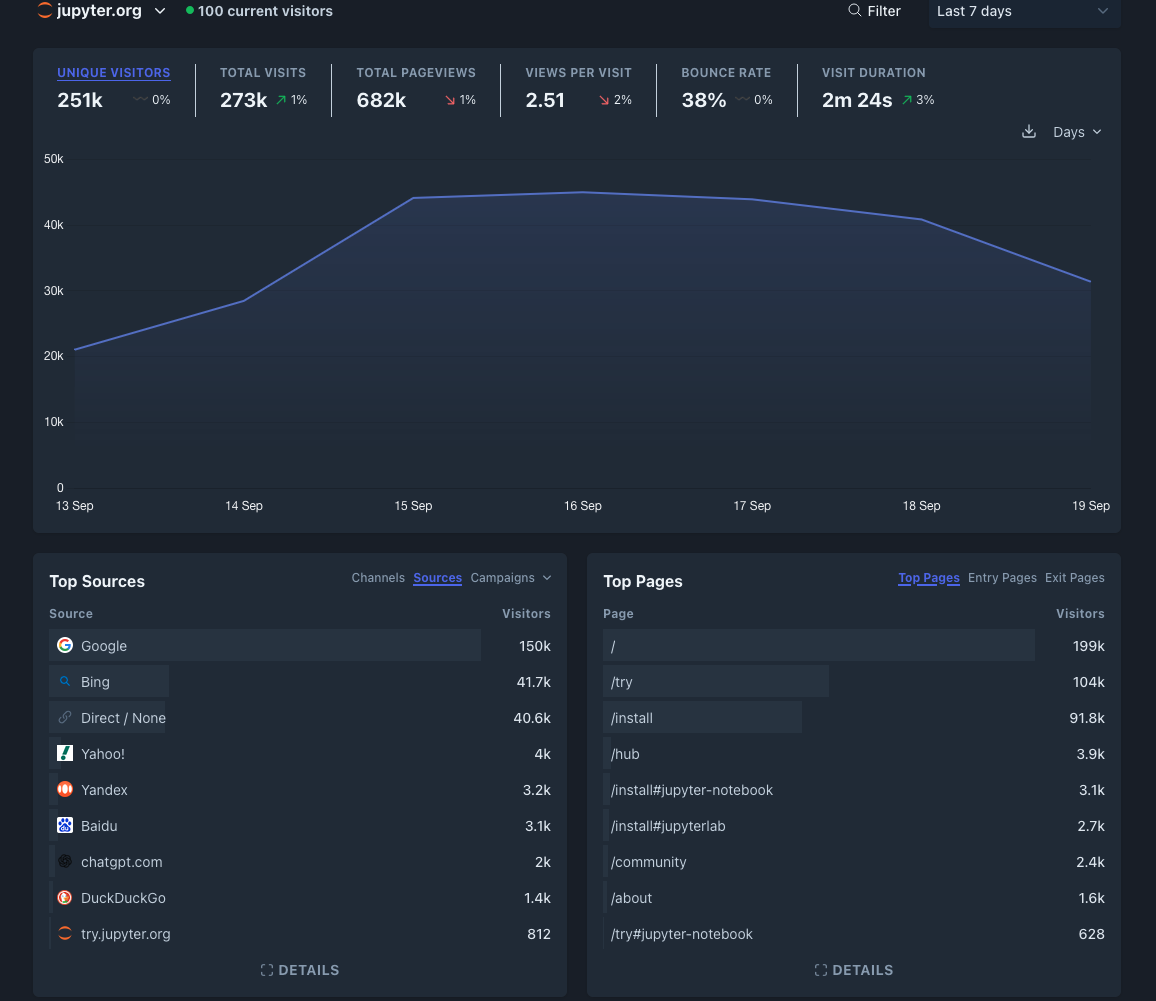 jupyter.org 100 current visitors Filter Last 7 days
UNIQUE VISITORS TOTAL VISITS TOTAL PAGEVIEWS VIEWS PER VISIT BOUNCE RATE VISIT DURATION
251k 0% 273k 1% 682k 1% 2.51 2% 38% 0% 2m 24s 3%
Days
50k
40k
30k
20k
10k
0
13 Sep 14 Sep 15 Sep 16 Sep 17 Sep 18 Sep 19 Sep
Top Sources Channels Sources Campaigns
Source Visitors
Google 150k
Bing 41.7k
Direct / None 40.6k
Yahoo! 4k
Yandex 3.2k
Baidu 3.1k
chatgpt.com 2k
DuckDuckGo 1.4k
try.jupyter.org 812
DETAILS
Top Pages Top Pages Entry Pages Exit Pages
Page Visitors
/ 199k
/try 104k
/install 91.8k
/hub 3.9k
/install#jupyter-notebook 3.1k
/install#jupyterlab 2.7k
/community 2.4k
/about 1.6k
/try#jupyter-notebook 628
DETAILS